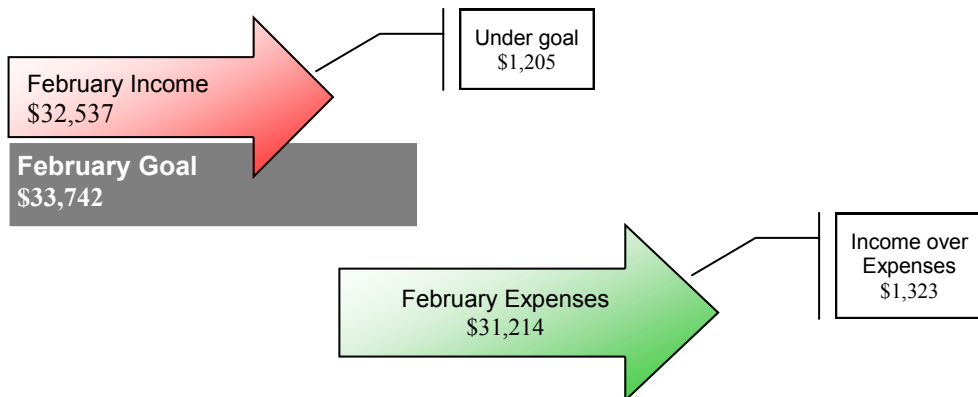 Under goal
$1,205
February Income
$32,537
February Goal
$33,742
Income over
Expenses
$1,323
February Expenses
$31,214